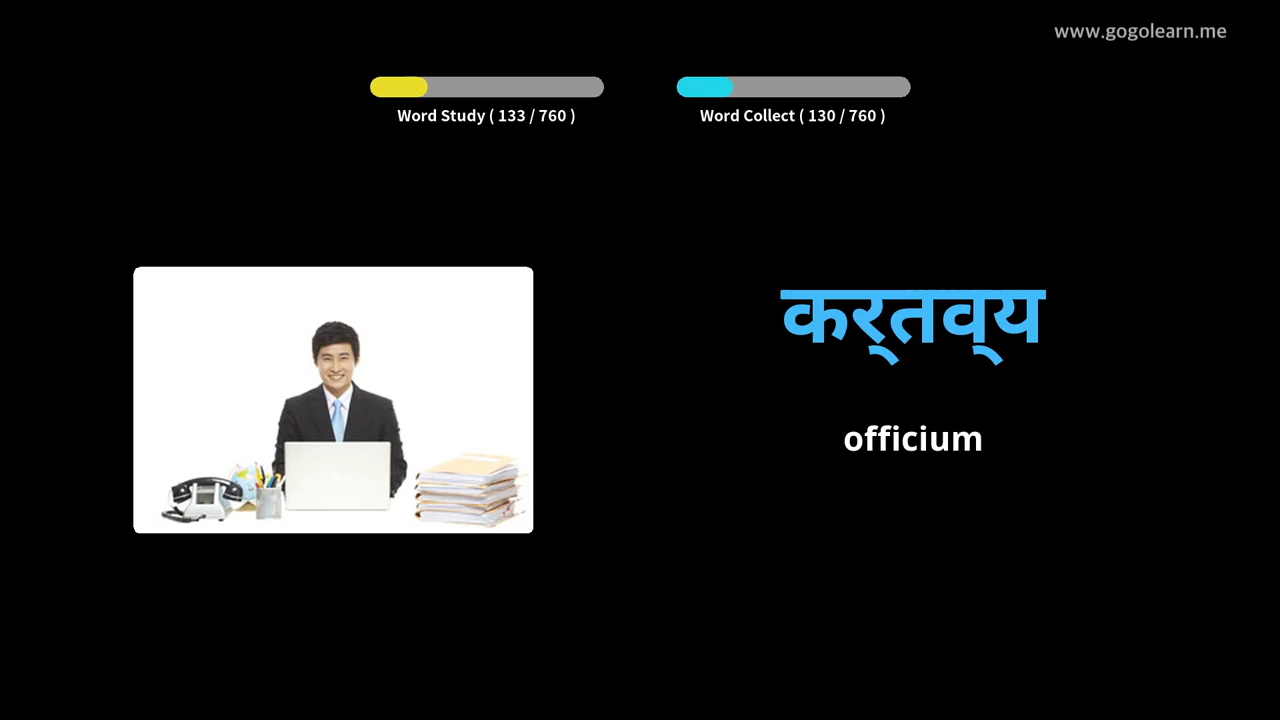 www.gogolearn.me
Word Study ( 133 / 760 )
Word Collect ( 130 / 760 )
कर्तव्य
officium